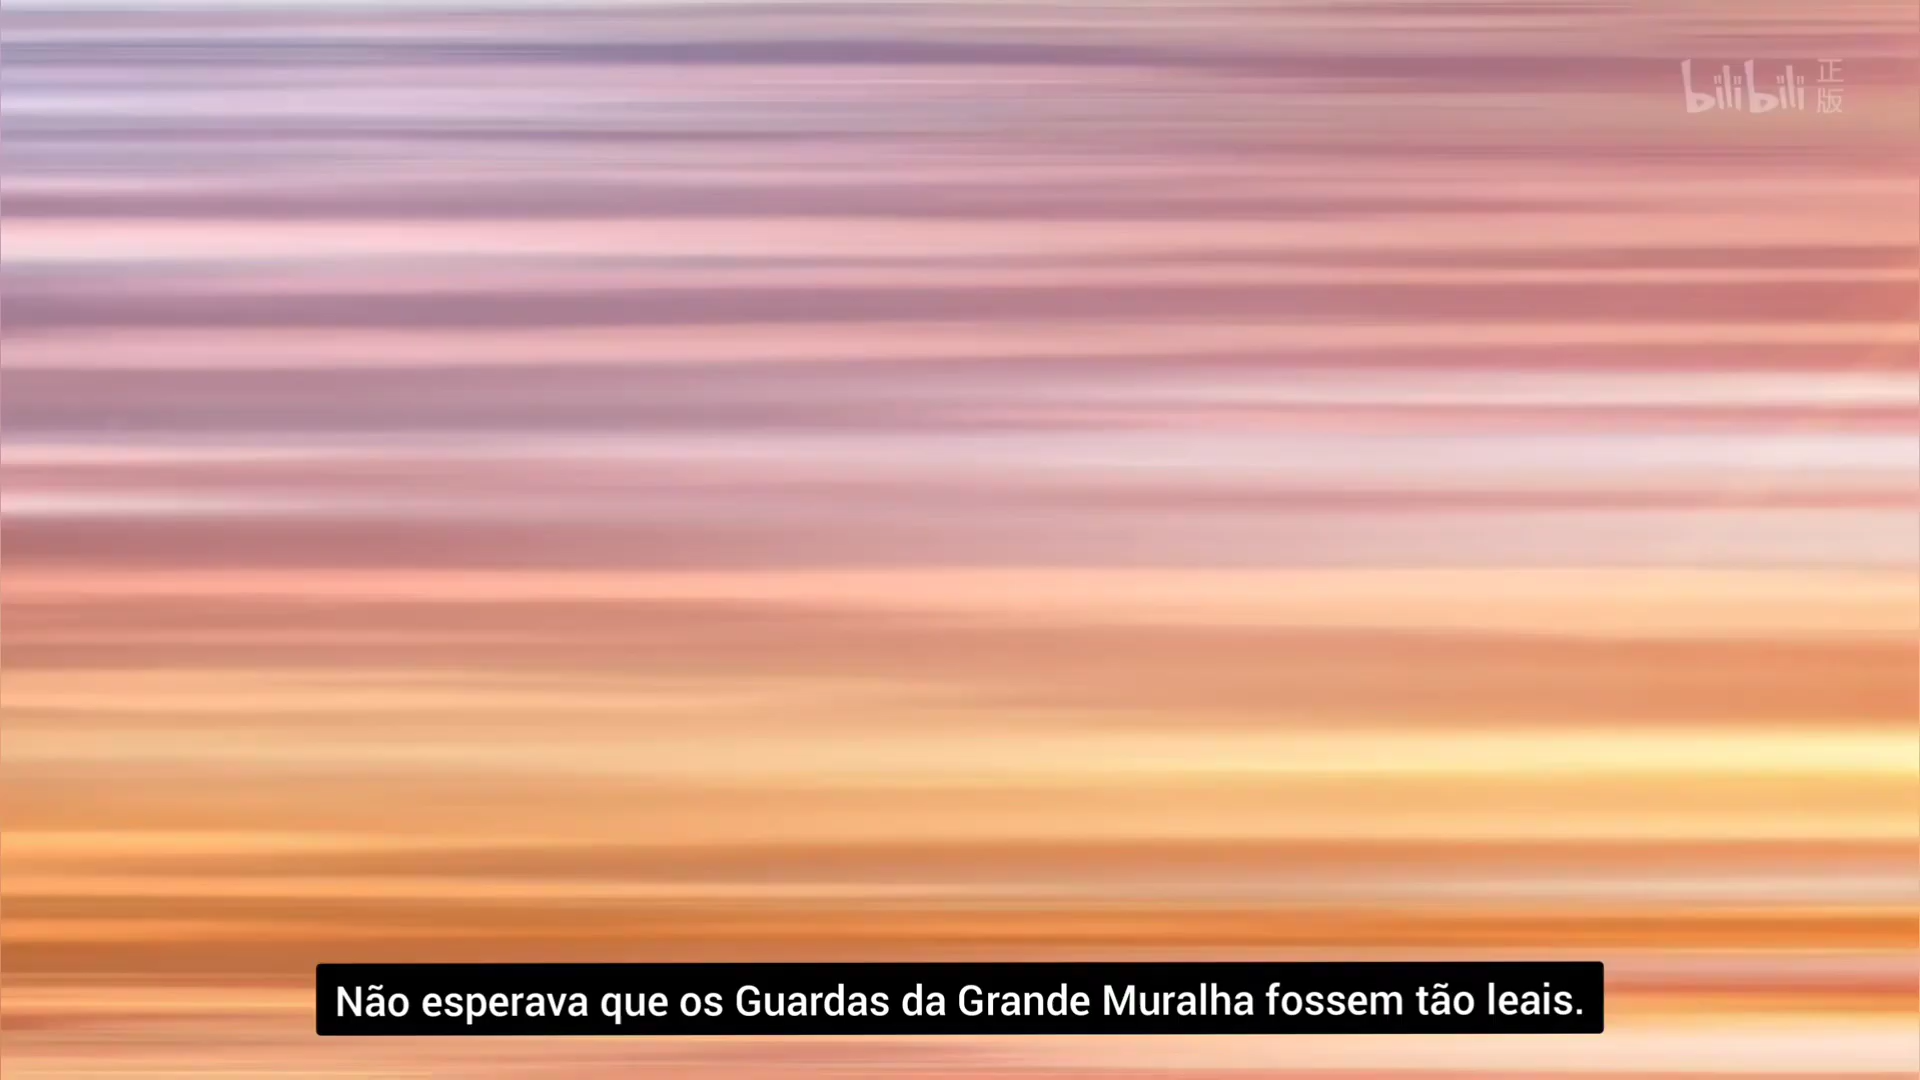 bilibili 正版
Não esperava que os Guardas da Grande Muralha fossem tão leais.